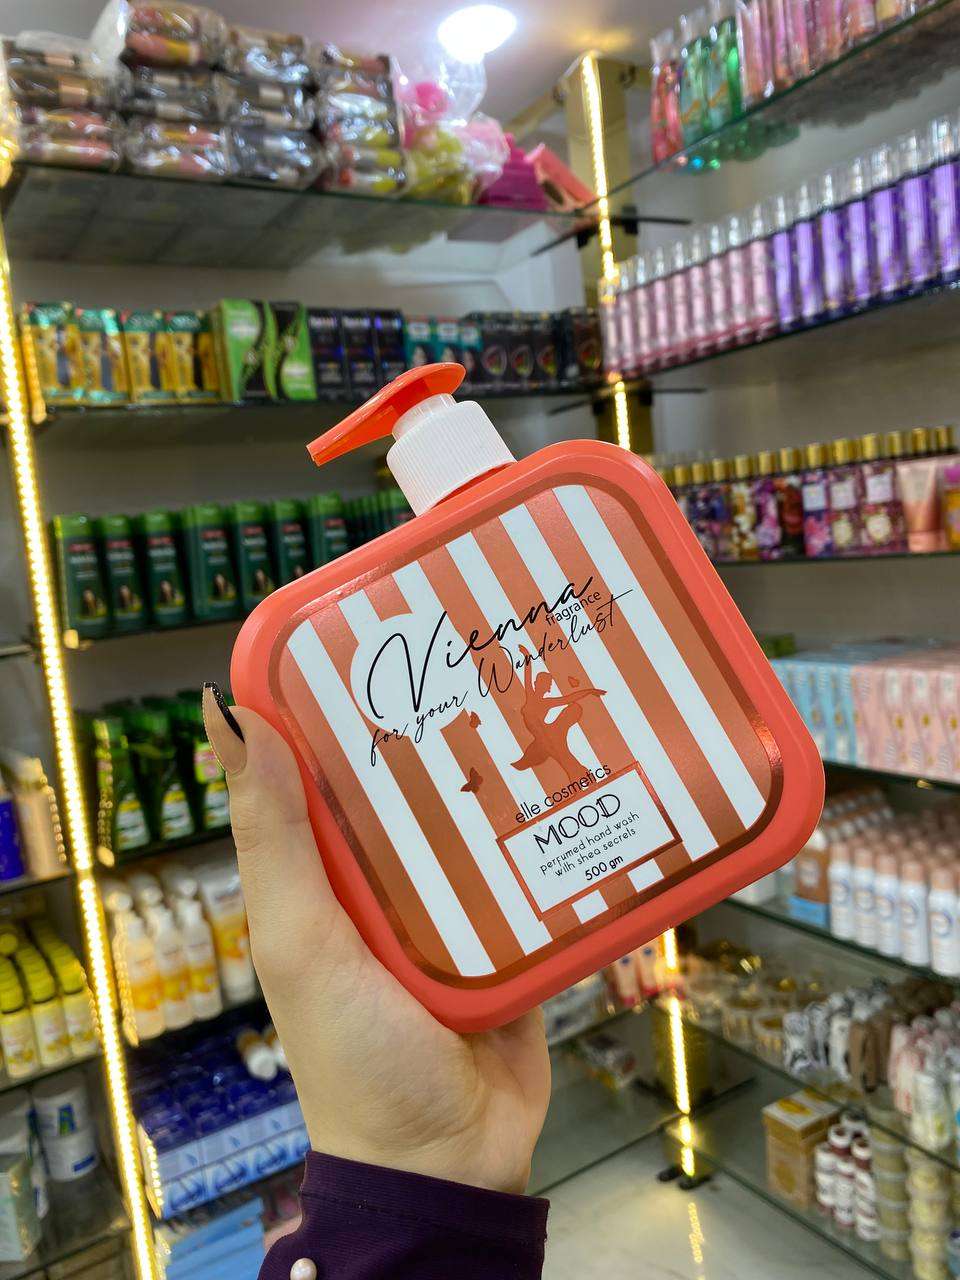 Vienna
fragrance
for your Wanderlust
elle cosmetics
MOOD
perfumed hand wash
with shea secrets
500 gm